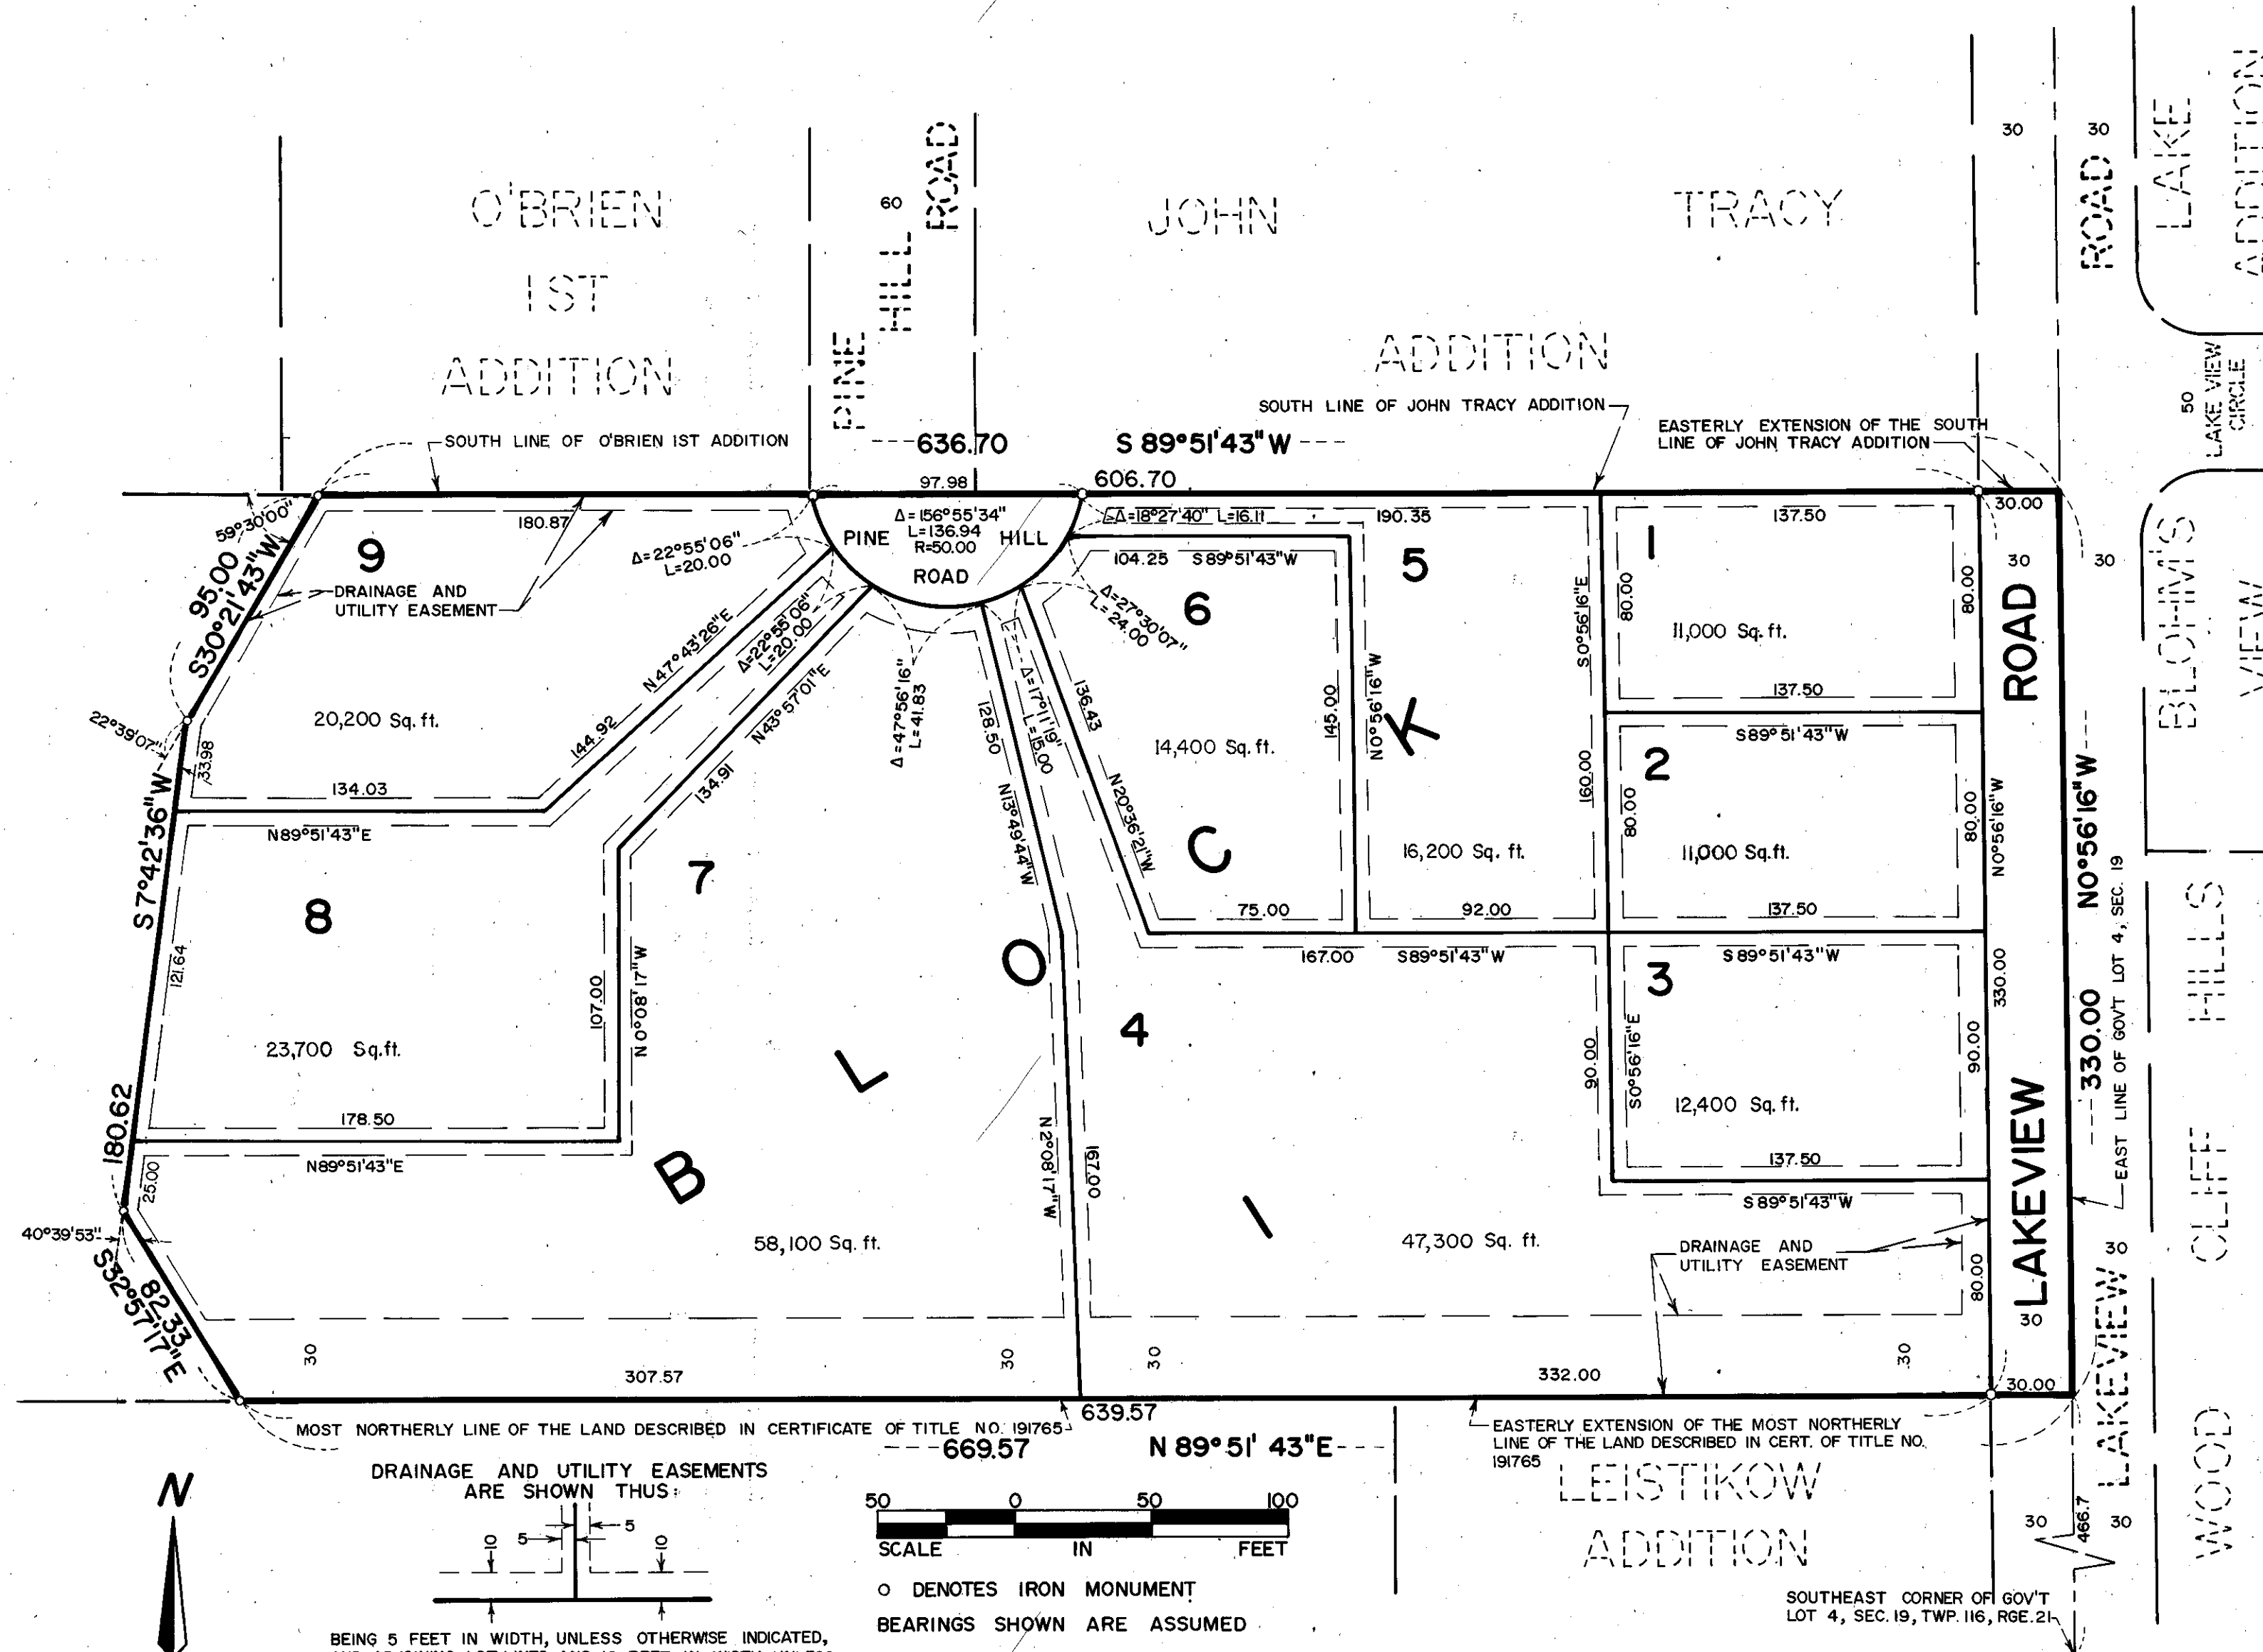 O'BRIEN
1ST
ADDITION
PINE HILL ROAD
60
JOHN TRACY
ADDITION
30
30
ROAD
LAKE
ADDITION
50
LAKE VIEW
CIRCLE
SOUTH LINE OF O'BRIEN 1ST ADDITION
636.70 S 89°51'43"W
SOUTH LINE OF JOHN TRACY ADDITION
EASTERLY EXTENSION OF THE SOUTH
LINE OF JOHN TRACY ADDITION
97.98
606.70
30.00
59°30'00"
95.00
S30°21'43"W
9
180.87
DRAINAGE AND
UTILITY EASEMENT
20,200 Sq. ft.
Δ=22°55'06"
L=20.00
Δ=156°55'34"
L=136.94
R=50.00
PINE HILL
ROAD
Δ=18°27'40" L=16.11
190.35
104.25 S89°51'43"W
5
1
137.50
80.00
80.00
11,000 Sq.ft.
137.50
S89°51'43"W
30
30
ROAD
BLOHM'S
VIEW
6
Δ=27°30'07"
L=24.00
S0°56'16"E
N47°43'26"E
144.92
Δ=22°55'06"
L=20.00
N43°57'01"E
134.91
Δ=47°56'16"
L=41.83
128.50
N13°49'44"W
Δ=17°11'19"
L=15.00
136.43
N20°36'21"W
14,400 Sq.ft.
145.00
N0°56'16"W
160.00
16,200 Sq. ft.
75.00
92.00
2
80.00
80.00
11,000 Sq.ft.
137.50
N0°56'16"W
N0°56'16"W
22°39'07"
33.98
S 7°42'36"W
134.03
N89°51'43"E
8
121.64
23,700 Sq.ft.
107.00
N0°08'17"W
178.50
N89°51'43"E
180.62
25.00
7
58,100 Sq. ft.
B L O C K 1
167.00 S89°51'43"W
4
N2°08'17"W
167.00
47,300 Sq. ft.
S89°51'43"W
3
90.00
S0°56'16"E
90.00
12,400 Sq.ft.
137.50
S89°51'43"W
330.00
330.00
EAST LINE OF GOV'T LOT 4, SEC. 19
LAKEVIEW
DRAINAGE AND
UTILITY EASEMENT
80.00
30
30
LAKEVIEW
WOOD CLIFF HILLS
40°39'53"
82.33
S32°57'17"E
30
307.57
30
30
332.00
30
30.00
MOST NORTHERLY LINE OF THE LAND DESCRIBED IN CERTIFICATE OF TITLE NO. 191765
639.57
669.57 N 89°51'43"E
EASTERLY EXTENSION OF THE MOST NORTHERLY
LINE OF THE LAND DESCRIBED IN CERT. OF TITLE NO.
191765
LEISTIKOW
ADDITION
30
30
466.7
SOUTHEAST CORNER OF GOV'T
LOT 4, SEC. 19, TWP. 116, RGE. 21
N
DRAINAGE AND UTILITY EASEMENTS
ARE SHOWN THUS:
5
5
10
10
BEING 5 FEET IN WIDTH, UNLESS OTHERWISE INDICATED,
50 0 50 100
SCALE IN FEET
O DENOTES IRON MONUMENT
BEARINGS SHOWN ARE ASSUMED